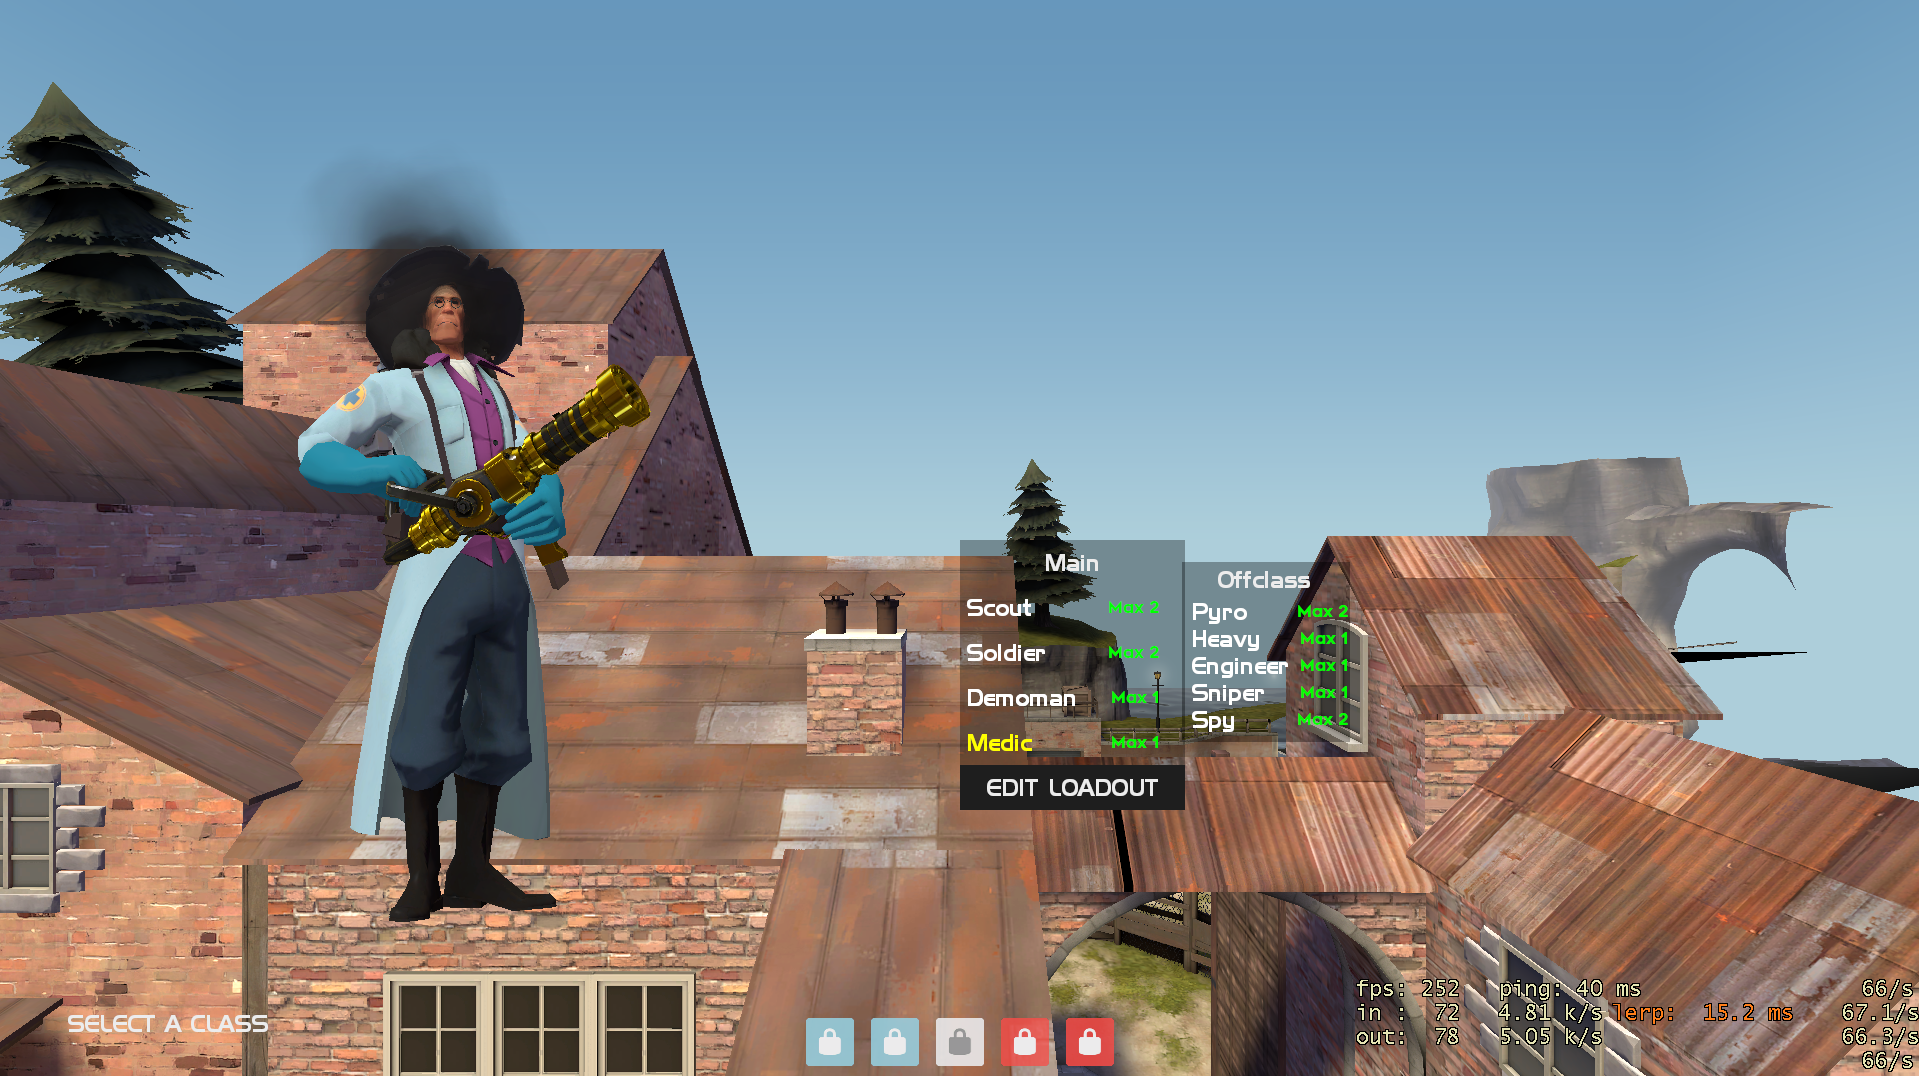 Main
Scout Max 2
Soldier Max 2
Demoman Max 1
Medic Max 1
EDIT LOADOUT
Offclass
Pyro Max 2
Heavy Max 1
Engineer Max 1
Sniper Max 1
Spy Max 2
SELECT A CLASS
fps: 252 ping: 40 ms 66/s
in : 72 4.81 k/s lerp: 15.2 ms 67.1/s
out: 78 5.05 k/s 66.3/s
66/s